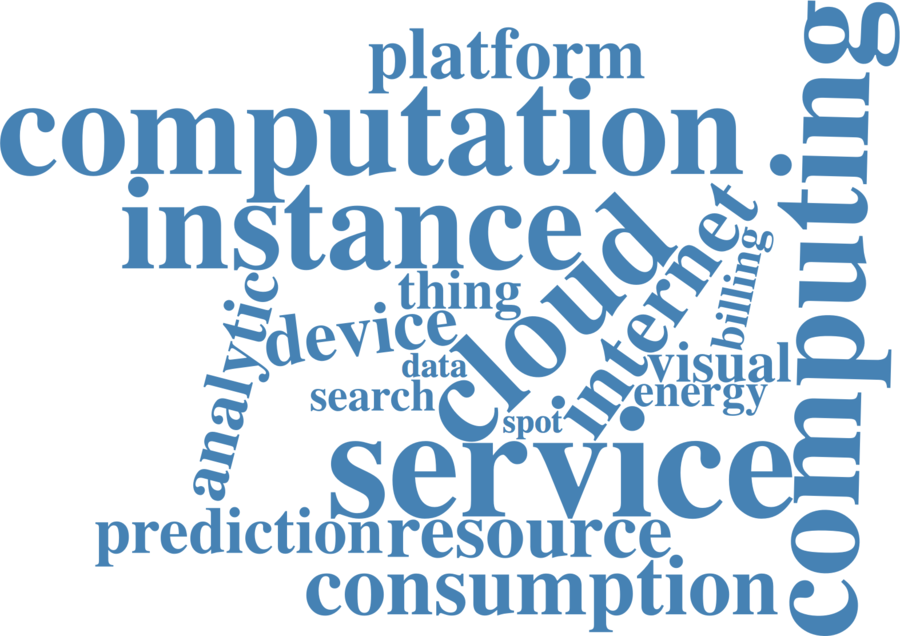 platform
computation
computing
instance
cloud
internet
billing
thing
analytic
device
data
visual
search
energy
spot
service
prediction
resource
consumption